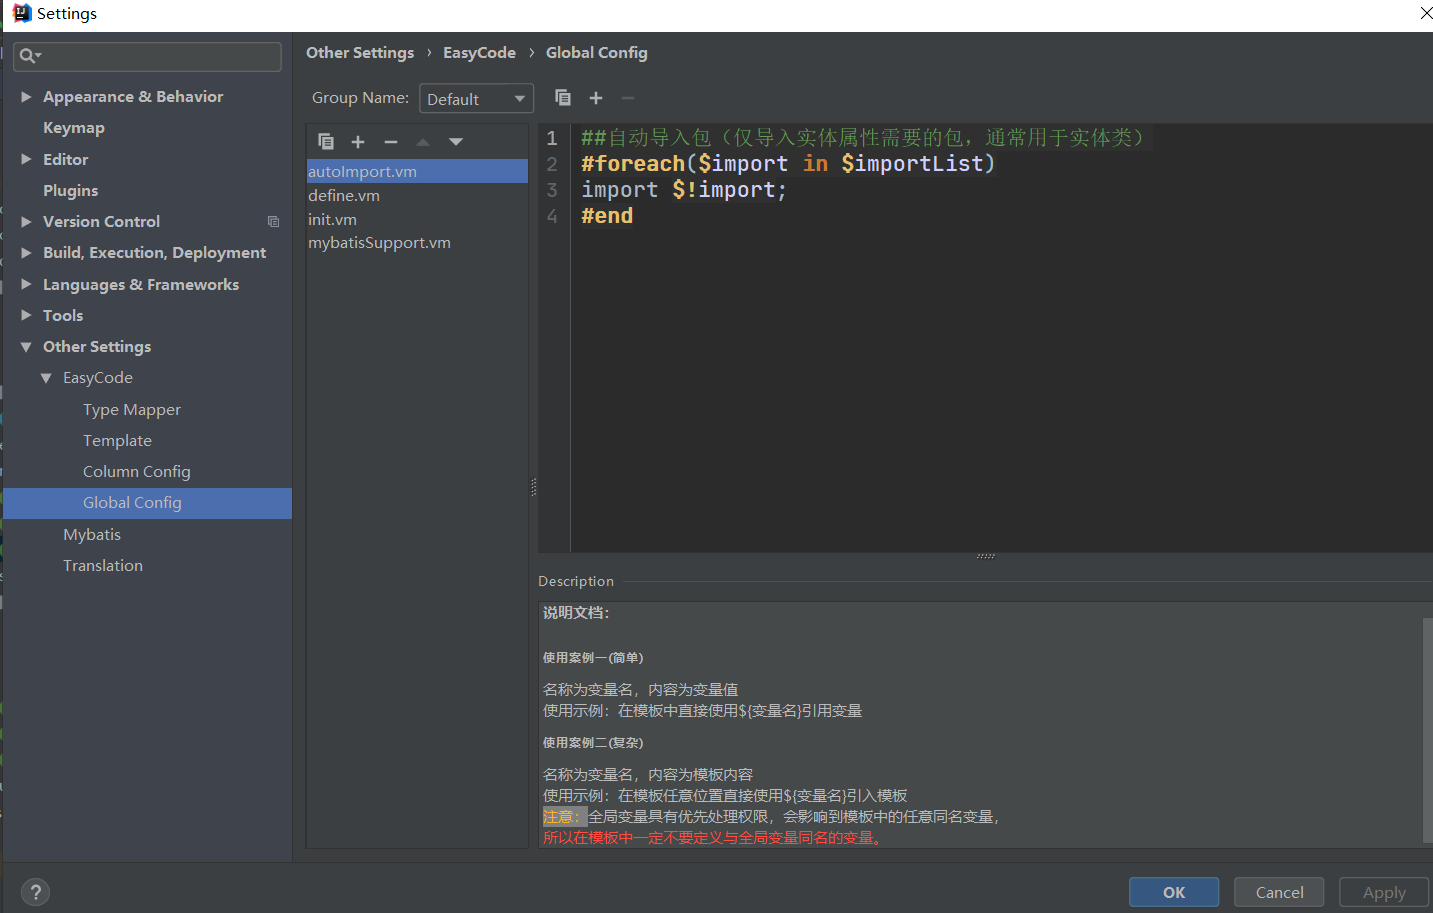 Settings
Appearance & Behavior
Keymap
Editor
Plugins
Version Control
Build, Execution, Deployment
Languages & Frameworks
Tools
Other Settings
EasyCode
Type Mapper
Template
Column Config
Global Config
Mybatis
Translation
Other Settings › EasyCode › Global Config
Group Name: Default
autoImport.vm
define.vm
init.vm
mybatisSupport.vm
1 ##自动导入包（仅导入实体属性需要的包，通常用于实体类）
2 #foreach($import in $importList)
3 import $!import;
4 #end
Description
说明文档：
使用案例一(简单)
名称为变量名，内容为变量值
使用示例：在模板中直接使用${变量名}引用变量
使用案例二(复杂)
名称为变量名，内容为模板内容
使用示例：在模板任意位置直接使用${变量名}引入模板
注意：全局变量具有优先处理权限，会影响到模板中的任意同名变量，
所以在模板中一定不要定义与全局变量同名的变量。
?
OK Cancel Apply